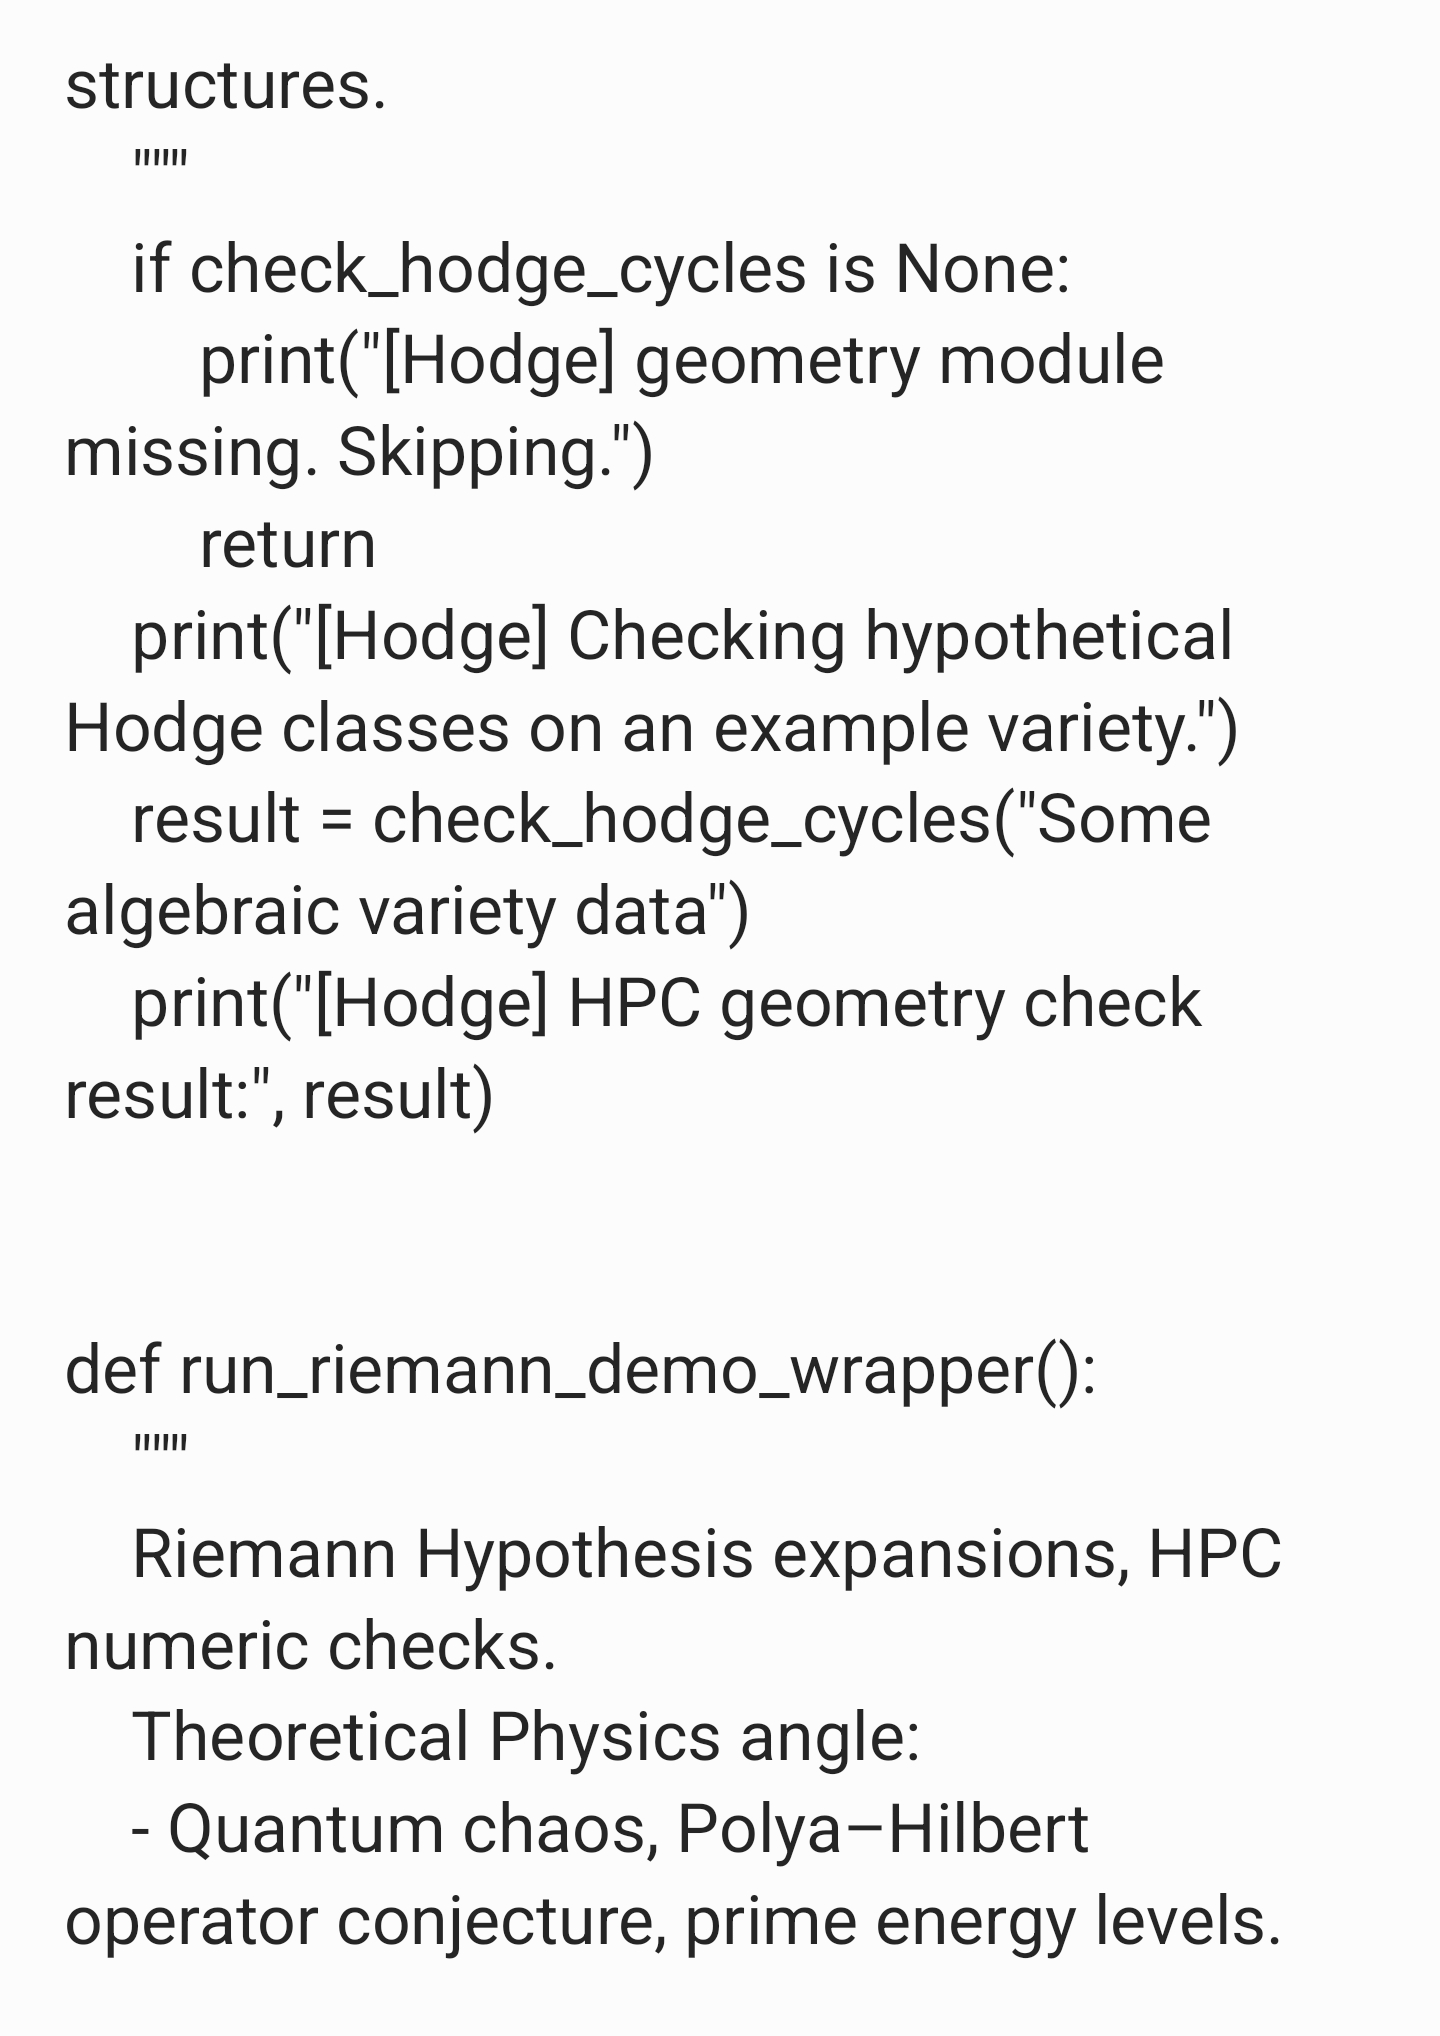 structures.
"""
if check_hodge_cycles is None:
print("[Hodge] geometry module
missing. Skipping.")
return
print("[Hodge] Checking hypothetical
Hodge classes on an example variety.")
result = check_hodge_cycles("Some
algebraic variety data")
print("[Hodge] HPC geometry check
result:", result)
def run_riemann_demo_wrapper():
"""
Riemann Hypothesis expansions, HPC
numeric checks.
Theoretical Physics angle:
- Quantum chaos, Polya–Hilbert
operator conjecture, prime energy levels.